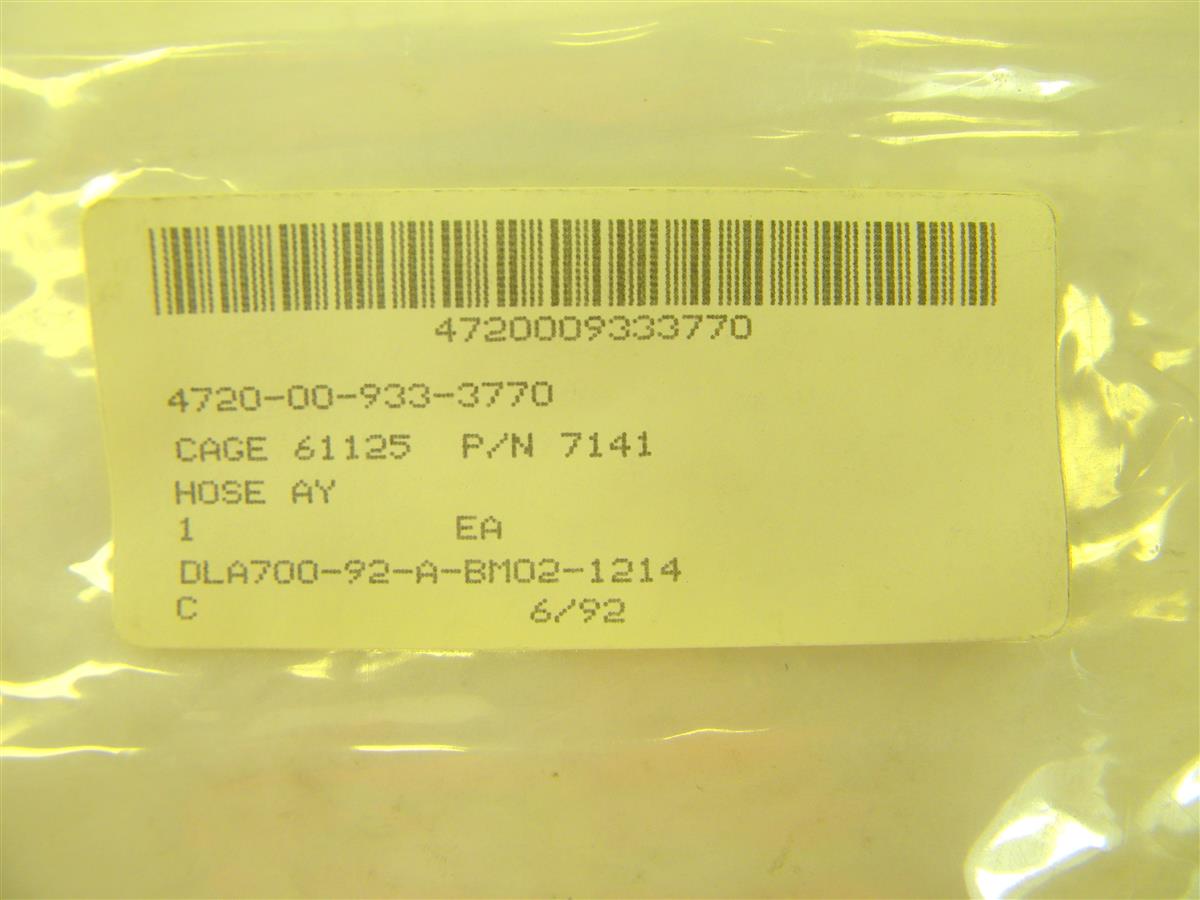 4720009333770
4720-00-933-3770
CAGE 61125 P/N 7141
HOSE AY
1 EA
DLA700-92-A-BM02-1214
C 6/92